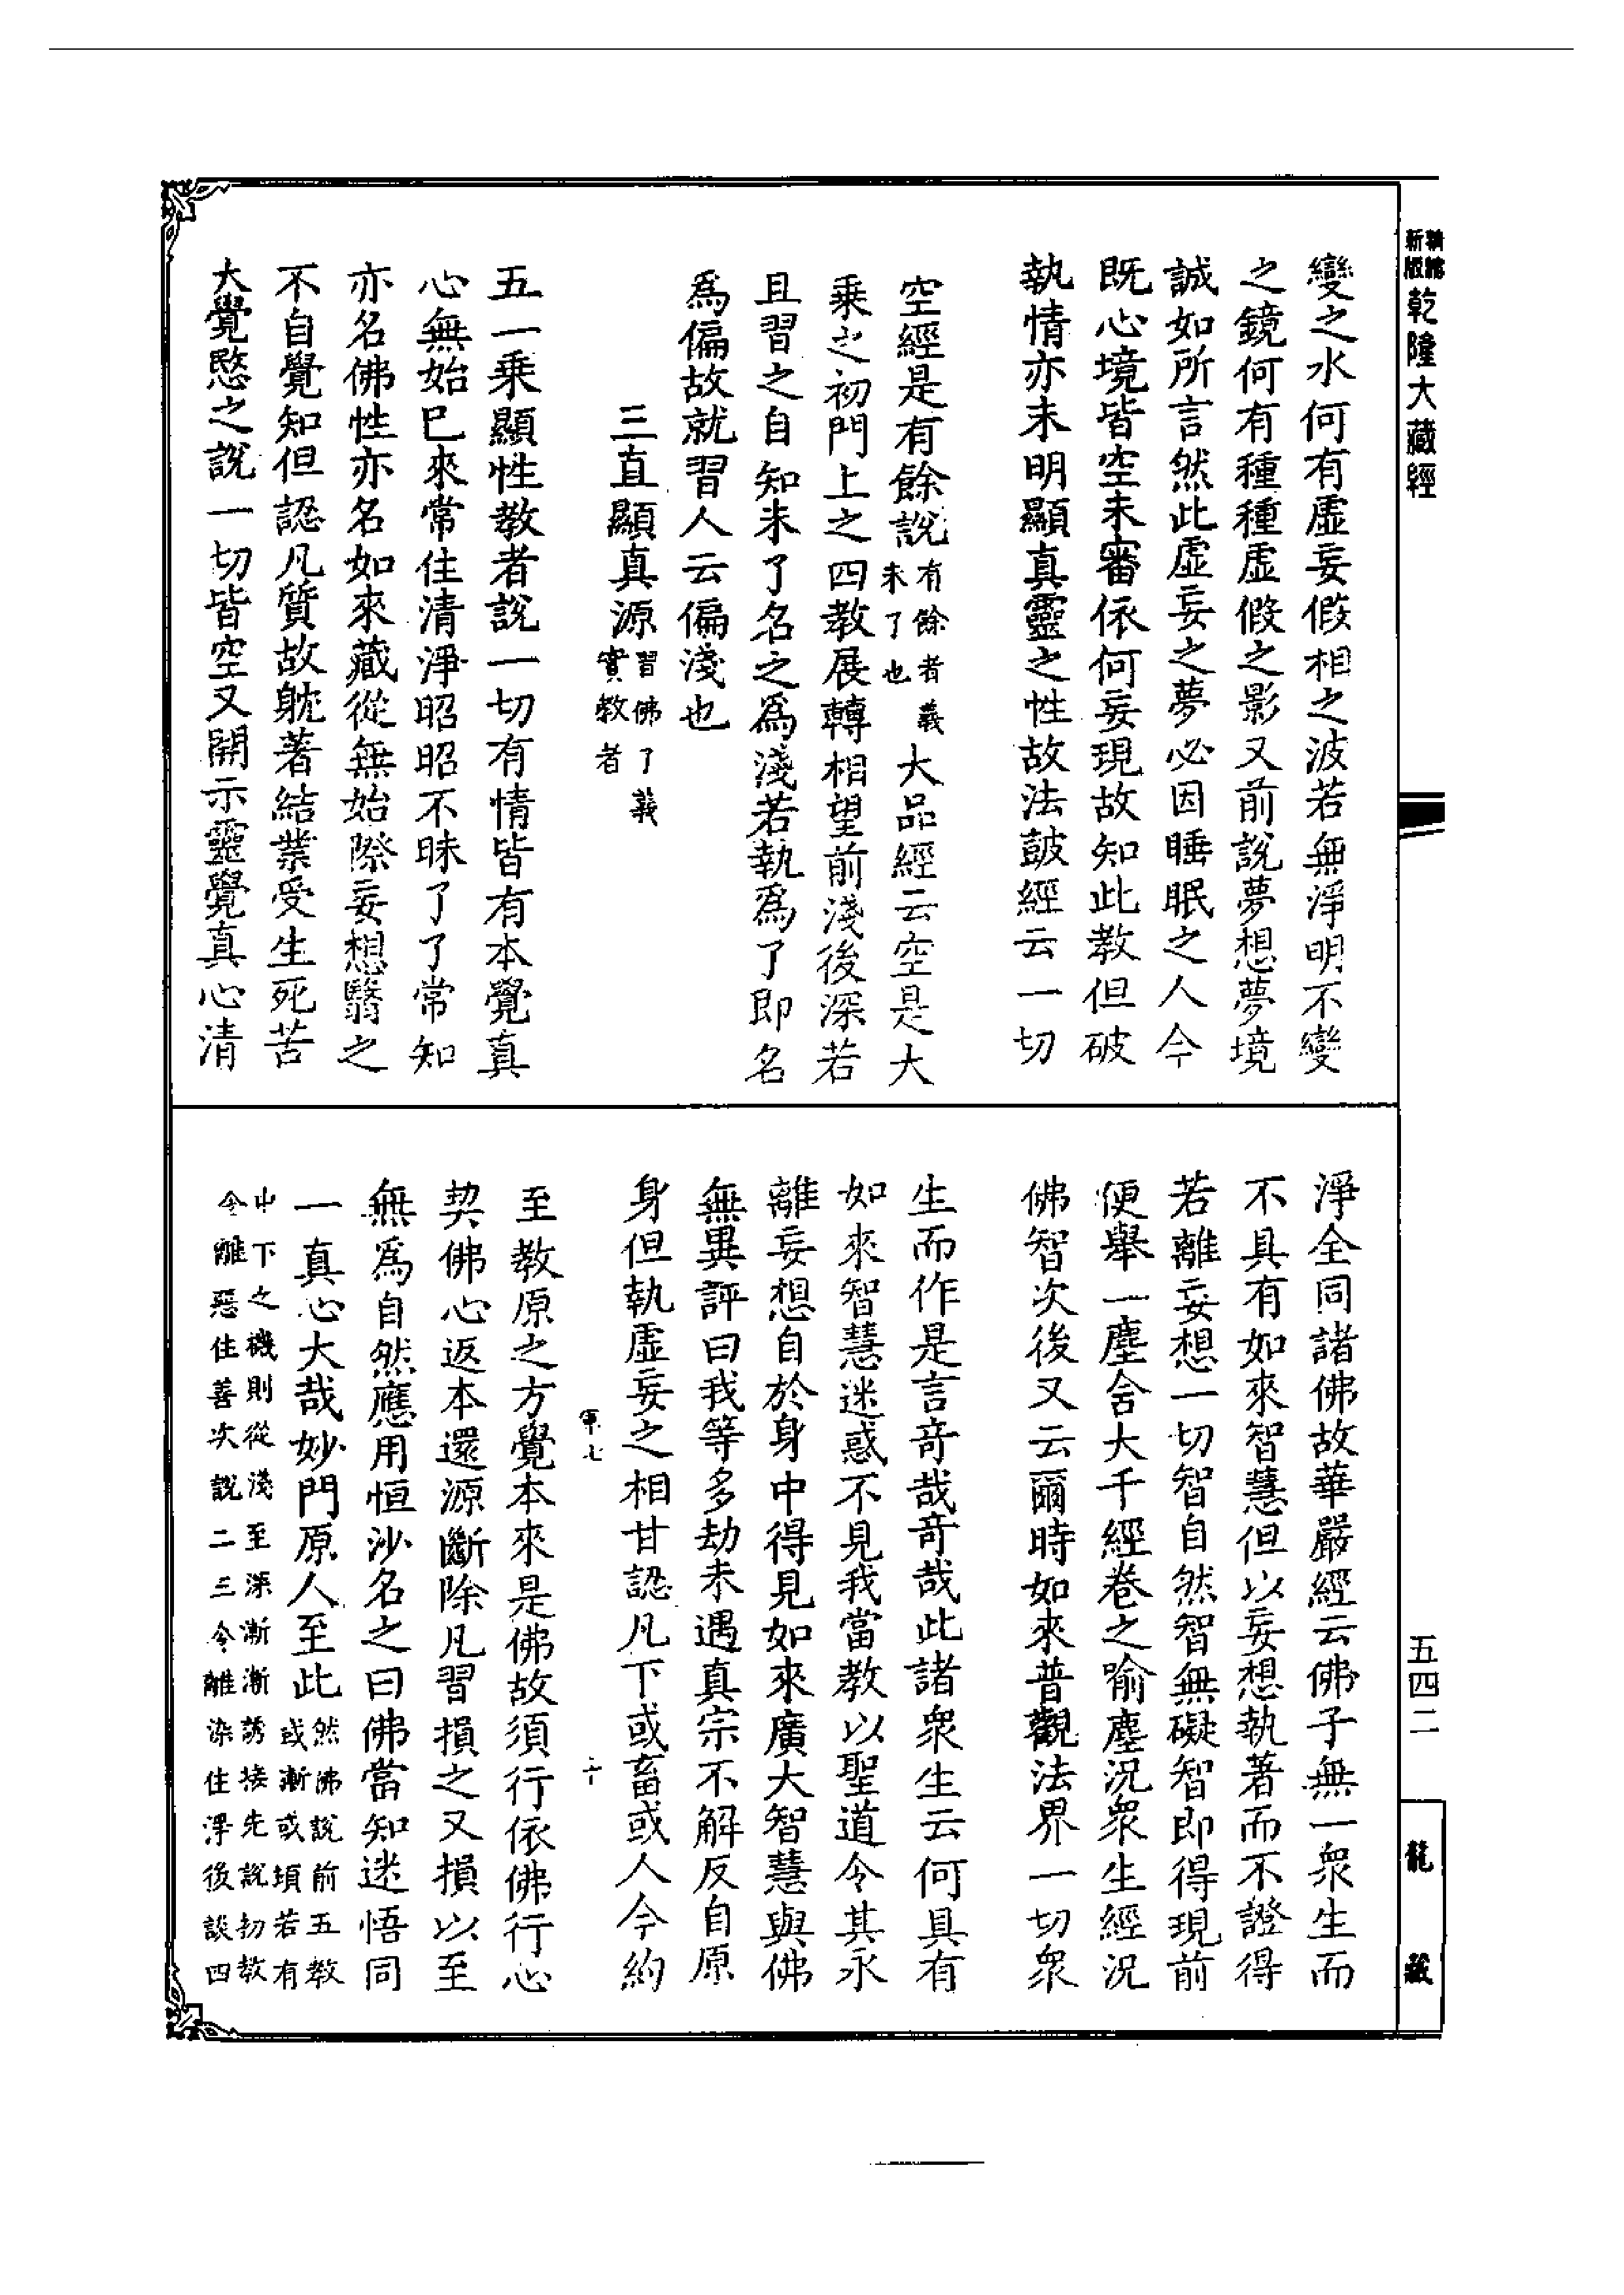 新版
精縮
乾隆大藏經
變之水何有虛妄假相之波若無淨明不變
之鏡何有種種虛假之影又前說夢想夢境
誠如所言然此虛妄之夢必因睡眠之人今
既心境皆空未審依何妄現故知此教但破
執情亦未明顯真靈之性故法鼓經云一切
空經是有餘說有餘者義未了也大品經云空是大
乘之初門上之四教展轉相望前淺後深若
且習之自知未了名之為淺若執為了即名
為偏故就習人云偏淺也
三直顯真源習佛了義實教者
五一乘顯性教者說一切有情皆有本覺真
心無始已來常住清淨昭昭不昧了了常知
亦名佛性亦名如來藏從無始際妄想翳之
不自覺知但認凡質故躭著結業受生死苦
大覺愍之說一切皆空又開示靈覺真心清
淨全同諸佛故華嚴經云佛子無一眾生而
不具有如來智慧但以妄想執著而不證得
若離妄想一切智自然智無礙智即得現前
便舉一塵含大千經卷之喻塵況眾生經況
佛智次後又云爾時如來普觀法界一切眾
生而作是言奇哉奇哉此諸眾生云何具有
如來智慧迷惑不見我當教以聖道令其永
離妄想自於身中得見如來廣大智慧與佛
無異評曰我等多劫未遇真宗不解反自原
身但執虛妄之相甘認凡下或畜或人今約
軍七
二十
至教原之方覺本來是佛故須行依佛行心
契佛心返本還源斷除凡習損之又損以至
無為自然應用恒沙名之曰佛當知迷悟同
一真心大哉妙門原人至此然佛說前五教或漸或頓若有
中下之機則從淺至深漸漸誘接先說初教
令離惡住善次說二三令離染住淨後談四
五四二
龍藏